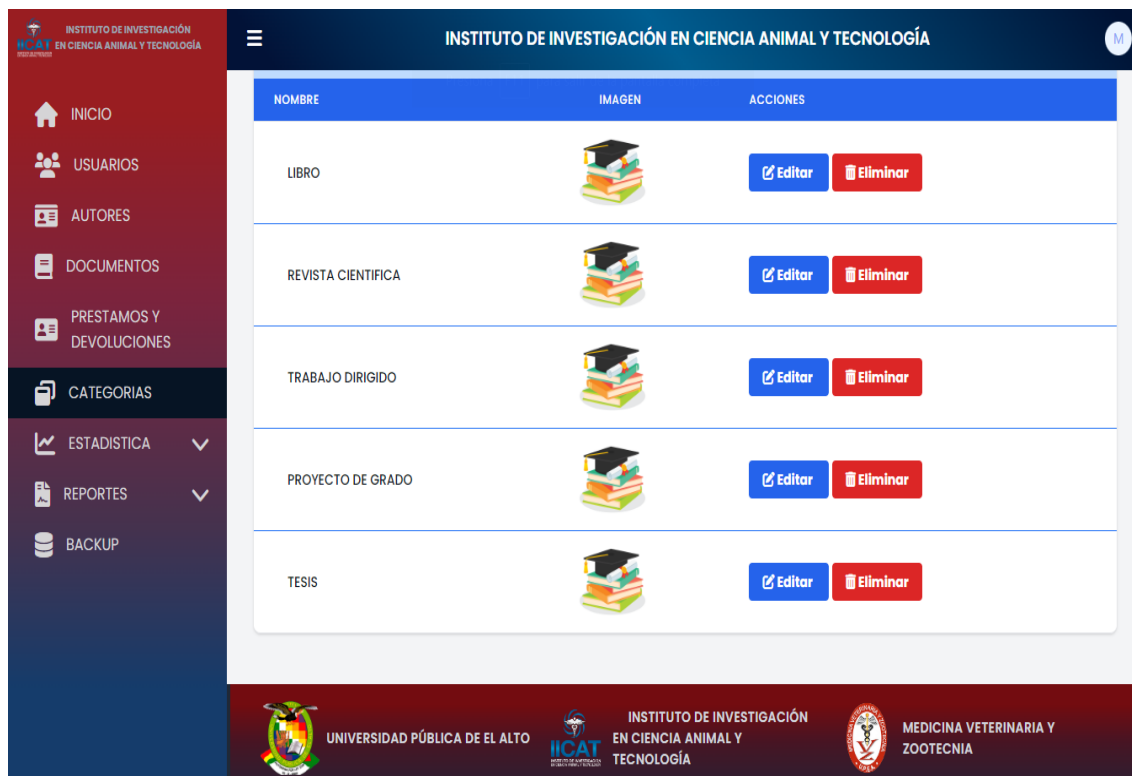 INSTITUTO DE INVESTIGACIÓN
EN CIENCIA ANIMAL Y TECNOLOGÍA
IICAT
INSTITUTO DE INVESTIGACIÓN EN CIENCIA ANIMAL Y TECNOLOGÍA
M
INICIO
USUARIOS
AUTORES
DOCUMENTOS
PRESTAMOS Y
DEVOLUCIONES
CATEGORIAS
ESTADISTICA
REPORTES
BACKUP
NOMBRE IMAGEN ACCIONES
LIBRO Editar Eliminar
REVISTA CIENTIFICA Editar Eliminar
TRABAJO DIRIGIDO Editar Eliminar
PROYECTO DE GRADO Editar Eliminar
TESIS Editar Eliminar
UNIVERSIDAD PÚBLICA DE EL ALTO
IICAT
INSTITUTO DE INVESTIGACIÓN
EN CIENCIA ANIMAL Y
TECNOLOGÍA
MEDICINA VETERINARIA Y
ZOOTECNIA